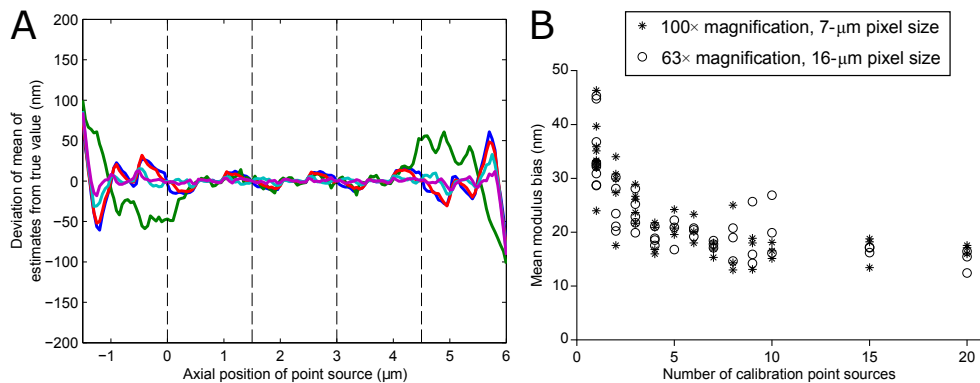 A
Deviation of mean of
estimates from true value (nm)
200
150
100
50
0
−50
−100
−150
−200
−1 0 1 2 3 4 5 6
Axial position of point source (μm)
B
100× magnification, 7-μm pixel size
63× magnification, 16-μm pixel size
Mean modulus bias (nm)
50
40
30
20
10
0
0 5 10 15 20
Number of calibration point sources